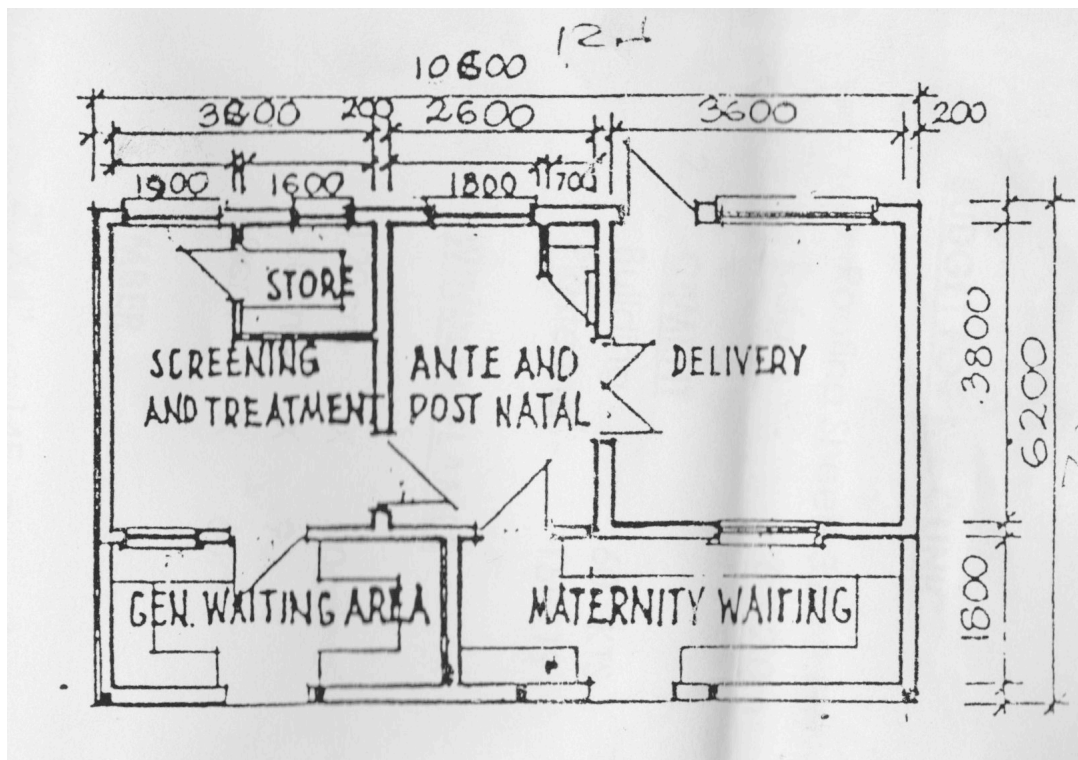 10600
3600 200 2600 3600 200
1900 1600 1800 700
STORE
SCREENING
AND TREATMENT
ANTE AND
POST NATAL
DELIVERY
3800
6200
1800
GEN. WAITING AREA
MATERNITY WAITING